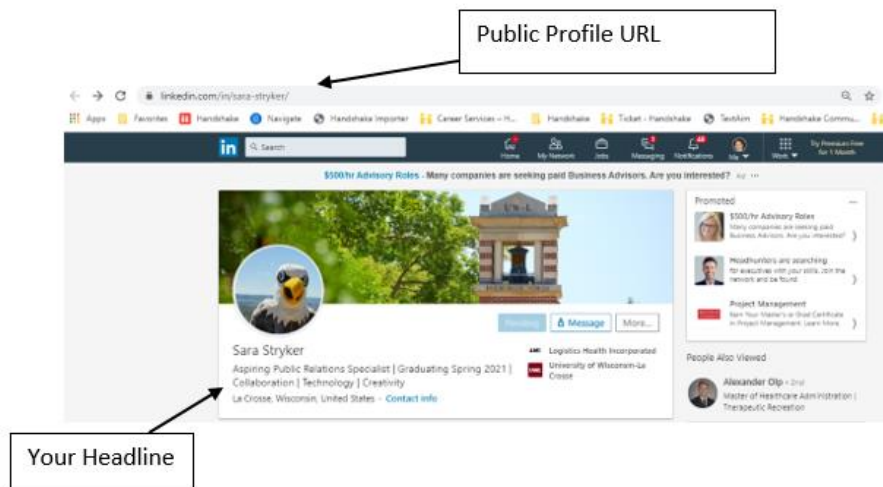 Public Profile URL
linkedin.com/in/sara-stryker/
Apps Favorites Handshake Importer Navigate Handshake Importer Career Services – H... Handshake Ticket - Handshake TextAim Handshake Commu...
in Search Home My Network Jobs Messaging Notifications Me Work Try Premium Free
for 1 Month
$500/hr Advisory Roles - Many companies are seeking paid Business Advisors. Are you interested? Ad ...
Promoted ...
$500/hr Advisory Roles
Many companies are seeking paid
Business Advisors. Are you interested?
Headhunters are searching
for executives with your skills. Join the
network and be found.
Project Management
Earn Your Master's or Grad Certificate
in Project Management. Learn More.
Pending Message More...
Sara Stryker
Logistics Health Incorporated
University of Wisconsin-La
Crosse
Aspiring Public Relations Specialist | Graduating Spring 2021 |
Collaboration | Technology | Creativity
La Crosse, Wisconsin, United States - Contact info
People Also Viewed
Alexander Olp • 2nd
Master of Healthcare Administration |
Therapeutic Recreation
Your Headline